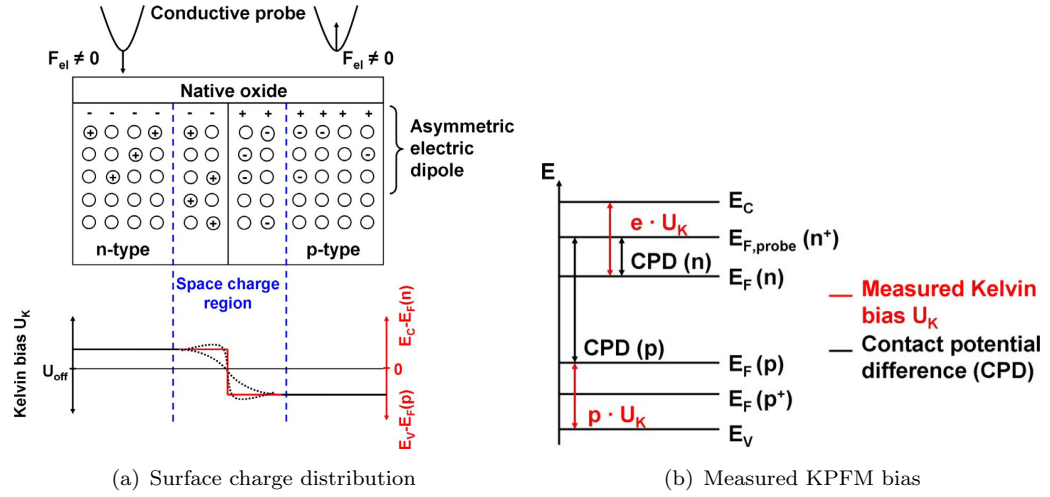 Conductive probe
F_el ≠ 0
F_el ≠ 0
Native oxide
- - - - - - + + + + + +
+ + + - - -
+ - -
+ + - -
+
+ -
Asymmetric
electric
dipole
n-type
p-type
Space charge
region
Kelvin bias U_K
U_off
0
E_C-E_F(n)
E_V-E_F(p)
(a) Surface charge distribution
E
E_C
e · U_K
E_F,probe (n⁺)
CPD (n)
E_F (n)
CPD (p)
E_F (p)
E_F (p⁺)
p · U_K
E_V
Measured Kelvin
bias U_K
Contact potential
difference (CPD)
(b) Measured KPFM bias